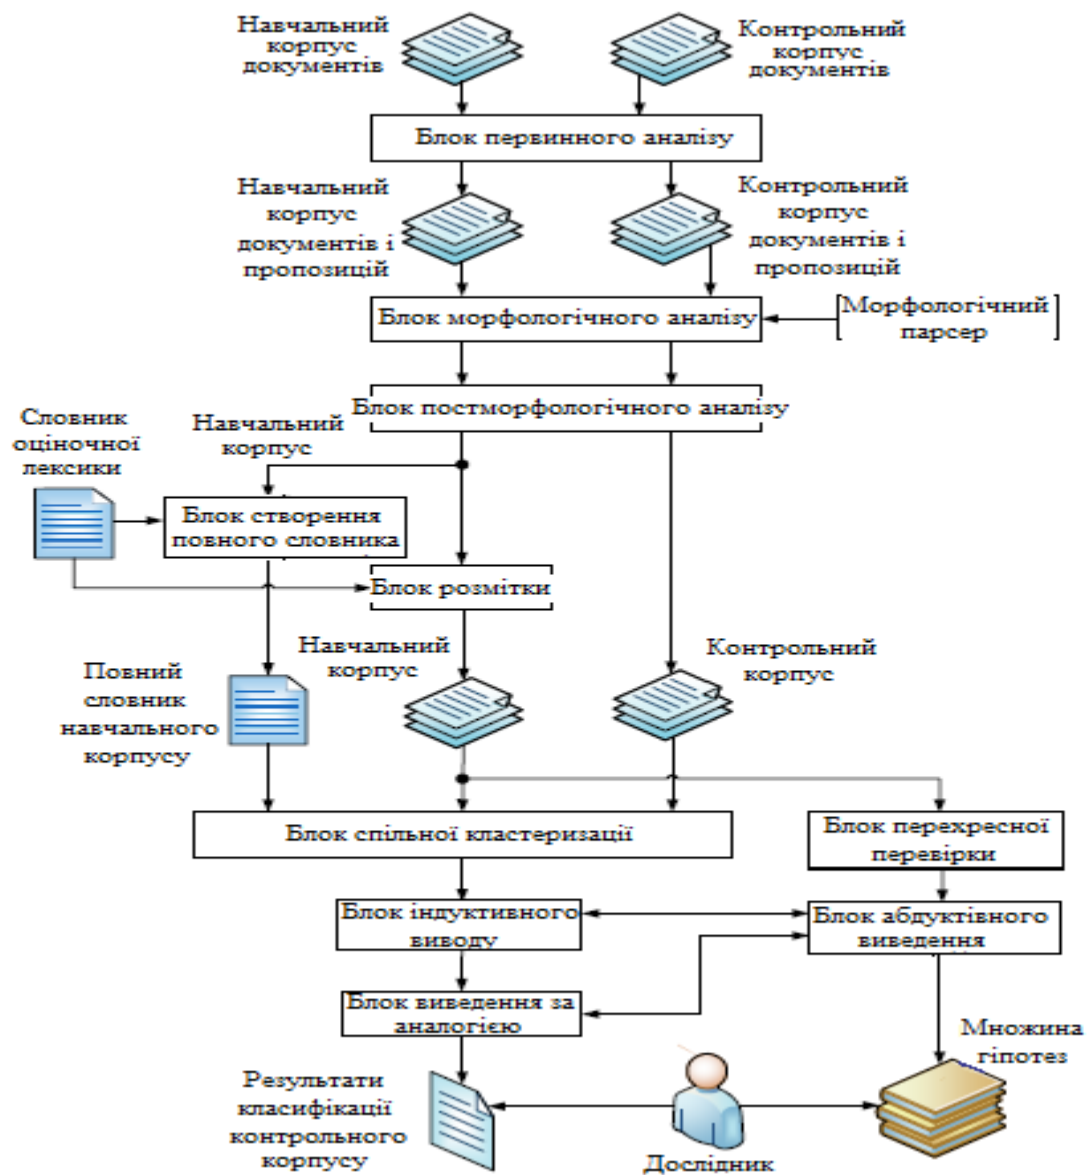 Навчальний
корпус
документів
Контрольний
корпус
документів
Блок первинного аналізу
Навчальний
корпус
документів і
пропозицій
Контрольний
корпус
документів і
пропозицій
Блок морфологічного аналізу
Морфологічний
парсер
Блок постморфологічного аналізу
Словник
оціночної
лексики
Навчальний
корпус
Блок створення
повного словника
Блок розмітки
Навчальний
корпус
Контрольний
корпус
Повний
словник
навчального
корпусу
Блок спільної кластеризації
Блок перехресної
перевірки
Блок індуктивного
виводу
Блок абдуктівного
виведення
Блок виведення за
аналогією
Множина
гіпотез
Результати
класифікації
контрольного
корпусу
Дослідник